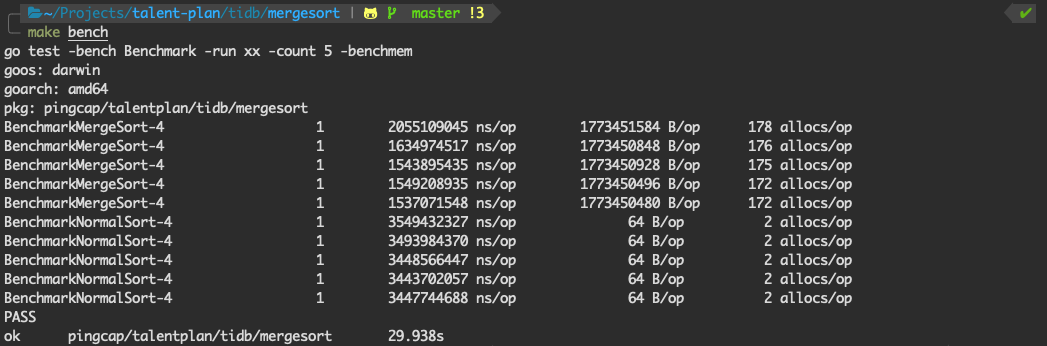 ~/Projects/talent-plan/tidb/mergesort | master !3 ✔
make bench
go test -bench Benchmark -run xx -count 5 -benchmem
goos: darwin
goarch: amd64
pkg: pingcap/talentplan/tidb/mergesort
BenchmarkMergeSort-4 1 2055109045 ns/op 1773451584 B/op 178 allocs/op
BenchmarkMergeSort-4 1 1634974517 ns/op 1773450848 B/op 176 allocs/op
BenchmarkMergeSort-4 1 1543895435 ns/op 1773450928 B/op 175 allocs/op
BenchmarkMergeSort-4 1 1549208935 ns/op 1773450496 B/op 172 allocs/op
BenchmarkMergeSort-4 1 1537071548 ns/op 1773450480 B/op 172 allocs/op
BenchmarkNormalSort-4 1 3549432327 ns/op 64 B/op 2 allocs/op
BenchmarkNormalSort-4 1 3493984370 ns/op 64 B/op 2 allocs/op
BenchmarkNormalSort-4 1 3448566447 ns/op 64 B/op 2 allocs/op
BenchmarkNormalSort-4 1 3443702057 ns/op 64 B/op 2 allocs/op
BenchmarkNormalSort-4 1 3447744688 ns/op 64 B/op 2 allocs/op
PASS
ok pingcap/talentplan/tidb/mergesort 29.938s